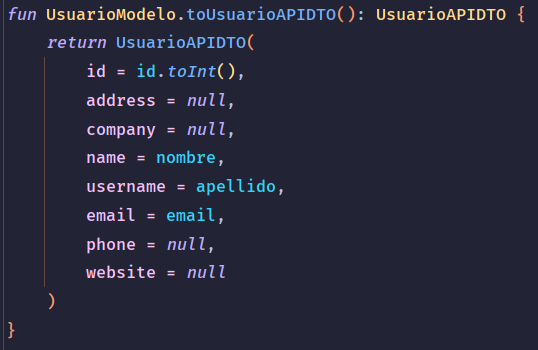 fun UsuarioModelo.toUsuarioAPIDTO(): UsuarioAPIDTO {
    return UsuarioAPIDTO(
        id = id.toInt(),
        address = null,
        company = null,
        name = nombre,
        username = apellido,
        email = email,
        phone = null,
        website = null
    )
}